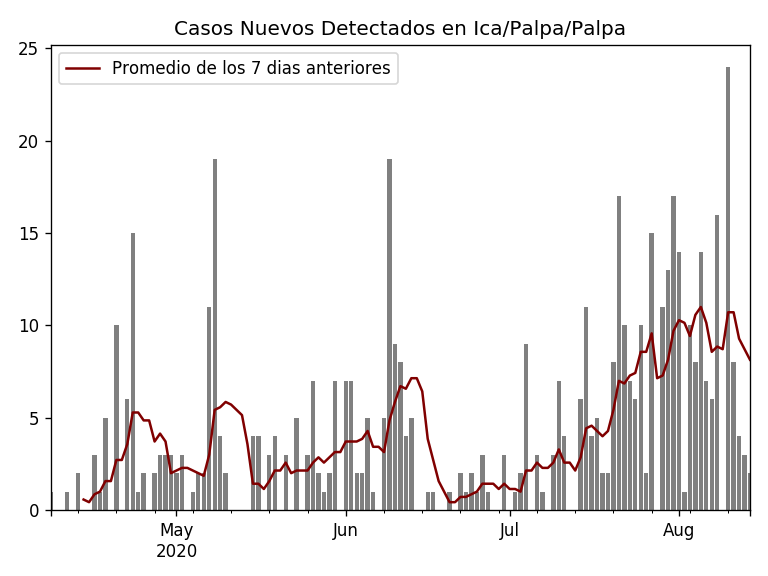 Casos Nuevos Detectados en Ica/Palpa/Palpa
25
Promedio de los 7 dias anteriores
20
15
10
5
0
May Jun Jul Aug
2020